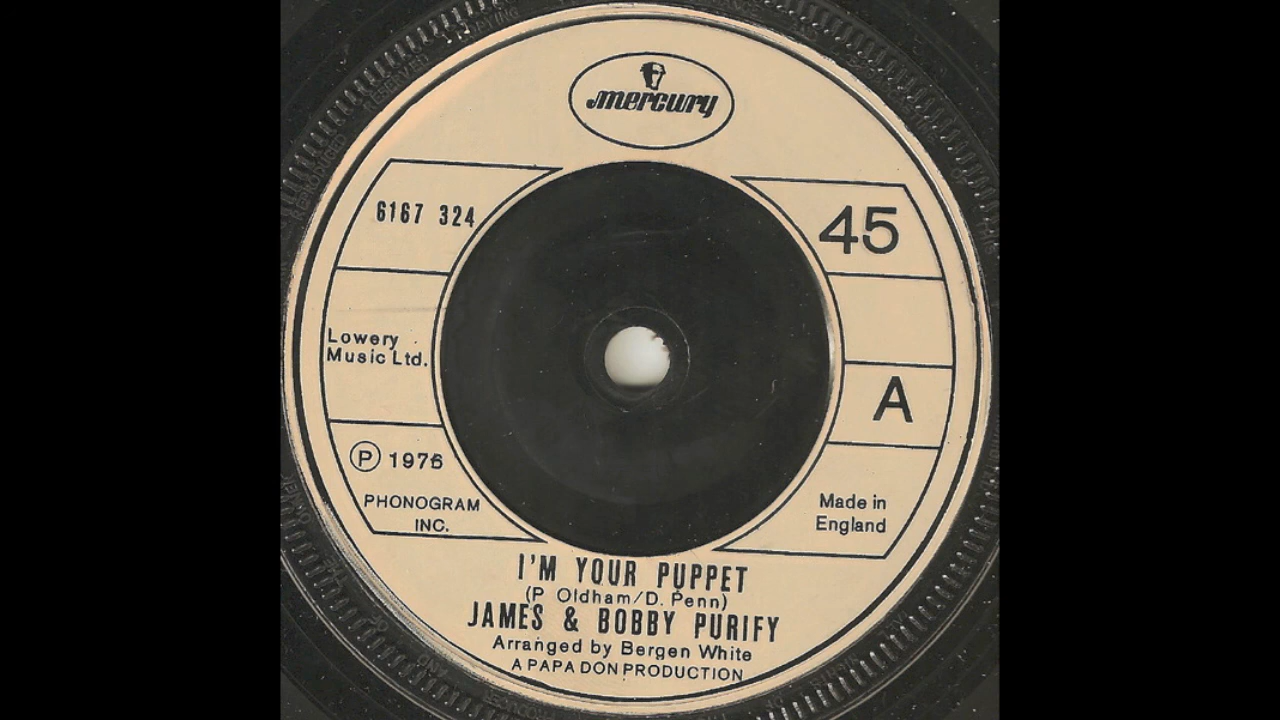 mercury
6167 324
45
Lowery
Music Ltd.
A
Ⓟ 1976
PHONOGRAM
INC.
Made in
England
I'M YOUR PUPPET
(P. Oldham/D. Penn)
JAMES & BOBBY PURIFY
Arranged by Bergen White
A PAPA DON PRODUCTION